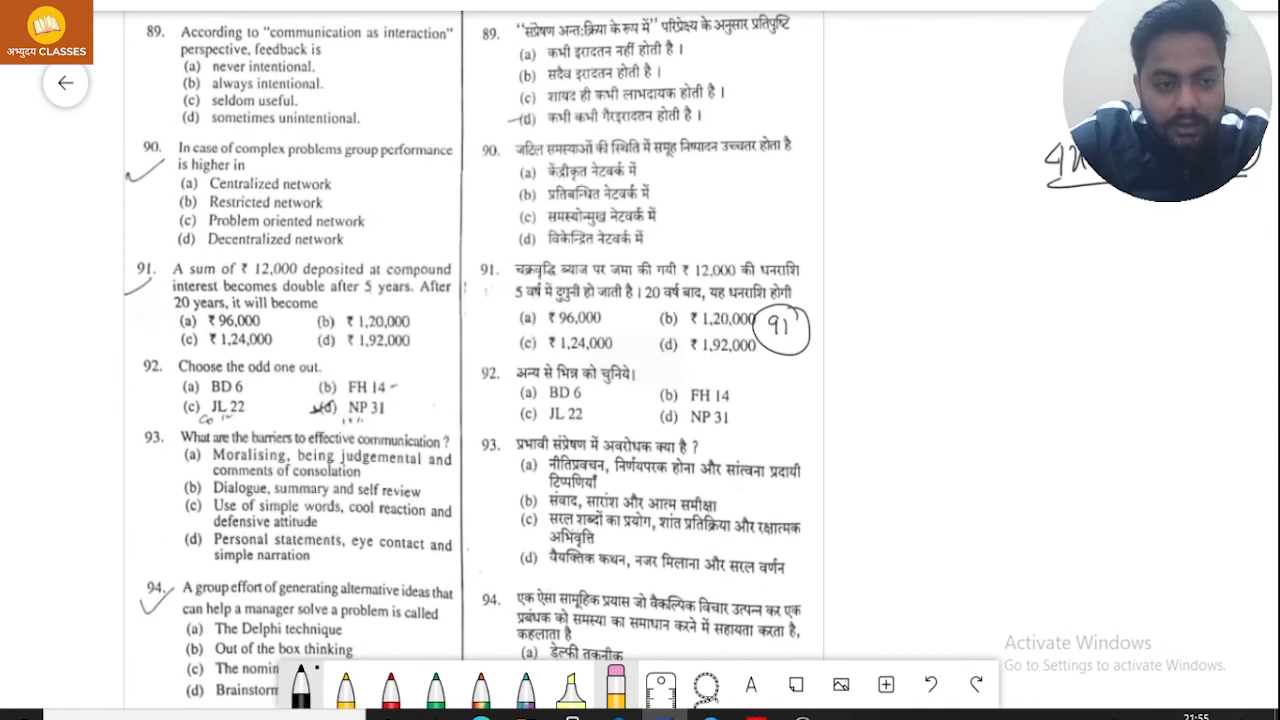 अभ्युदय CLASSES
89. According to "communication as interaction"
perspective, feedback is
(a) never intentional.
(b) always intentional.
(c) seldom useful.
(d) sometimes unintentional.
90. In case of complex problems group performance
is higher in
(a) Centralized network
(b) Restricted network
(c) Problem oriented network
(d) Decentralized network
91. A sum of ₹ 12,000 deposited at compound
interest becomes double after 5 years. After
20 years, it will become
(a) ₹ 96,000 (b) ₹ 1,20,000
(c) ₹ 1,24,000 (d) ₹ 1,92,000
92. Choose the odd one out.
(a) BD 6 (b) FH 14
(c) JL 22 (d) NP 31
93. What are the barriers to effective communication ?
(a) Moralising, being judgemental and
comments of consolation
(b) Dialogue, summary and self review
(c) Use of simple words, cool reaction and
defensive attitude
(d) Personal statements, eye contact and
simple narration
94. A group effort of generating alternative ideas that
can help a manager solve a problem is called
(a) The Delphi technique
(b) Out of the box thinking
(c) The nomin
(d) Brainstorm
89. "संप्रेषण अन्त:क्रिया के रूप में" परिप्रेक्ष्य के अनुसार प्रतिपुष्टि
(a) कभी इरादतन नहीं होती है ।
(b) सदैव इरादतन होती है ।
(c) शायद ही कभी लाभदायक होती है ।
(d) कभी कभी गैरइरादतन होती है ।
90. जटिल समस्याओं की स्थिति में समूह निष्पादन उच्चतर होता है
(a) केंद्रीकृत नेटवर्क में
(b) प्रतिबन्धित नेटवर्क में
(c) समस्योन्मुख नेटवर्क में
(d) विकेन्द्रित नेटवर्क में
91. चक्रवृद्धि ब्याज पर जमा की गयी ₹ 12,000 की धनराशि
5 वर्ष में दुगुनी हो जाती है । 20 वर्ष बाद, यह धनराशि होगी
(a) ₹ 96,000 (b) ₹ 1,20,000
(c) ₹ 1,24,000 (d) ₹ 1,92,000
91
92. अन्य से भिन्न को चुनिये।
(a) BD 6 (b) FH 14
(c) JL 22 (d) NP 31
93. प्रभावी संप्रेषण में अवरोधक क्या है ?
(a) नीतिप्रवचन, निर्णयपरक होना और सांत्वना प्रदायी
टिप्पणियाँ
(b) संवाद, सारांश और आत्म समीक्षा
(c) सरल शब्दों का प्रयोग, शांत प्रतिक्रिया और रक्षात्मक
अभिवृत्ति
(d) वैयक्तिक कथन, नजर मिलाना और सरल वर्णन
94. एक ऐसा सामूहिक प्रयास जो वैकल्पिक विचार उत्पन्न कर एक
प्रबंधक को समस्या का समाधान करने में सहायता करता है,
कहलाता है
(a) डेल्फी तकनीक
Activate Windows
Go to Settings to activate Windows.
A
21:55